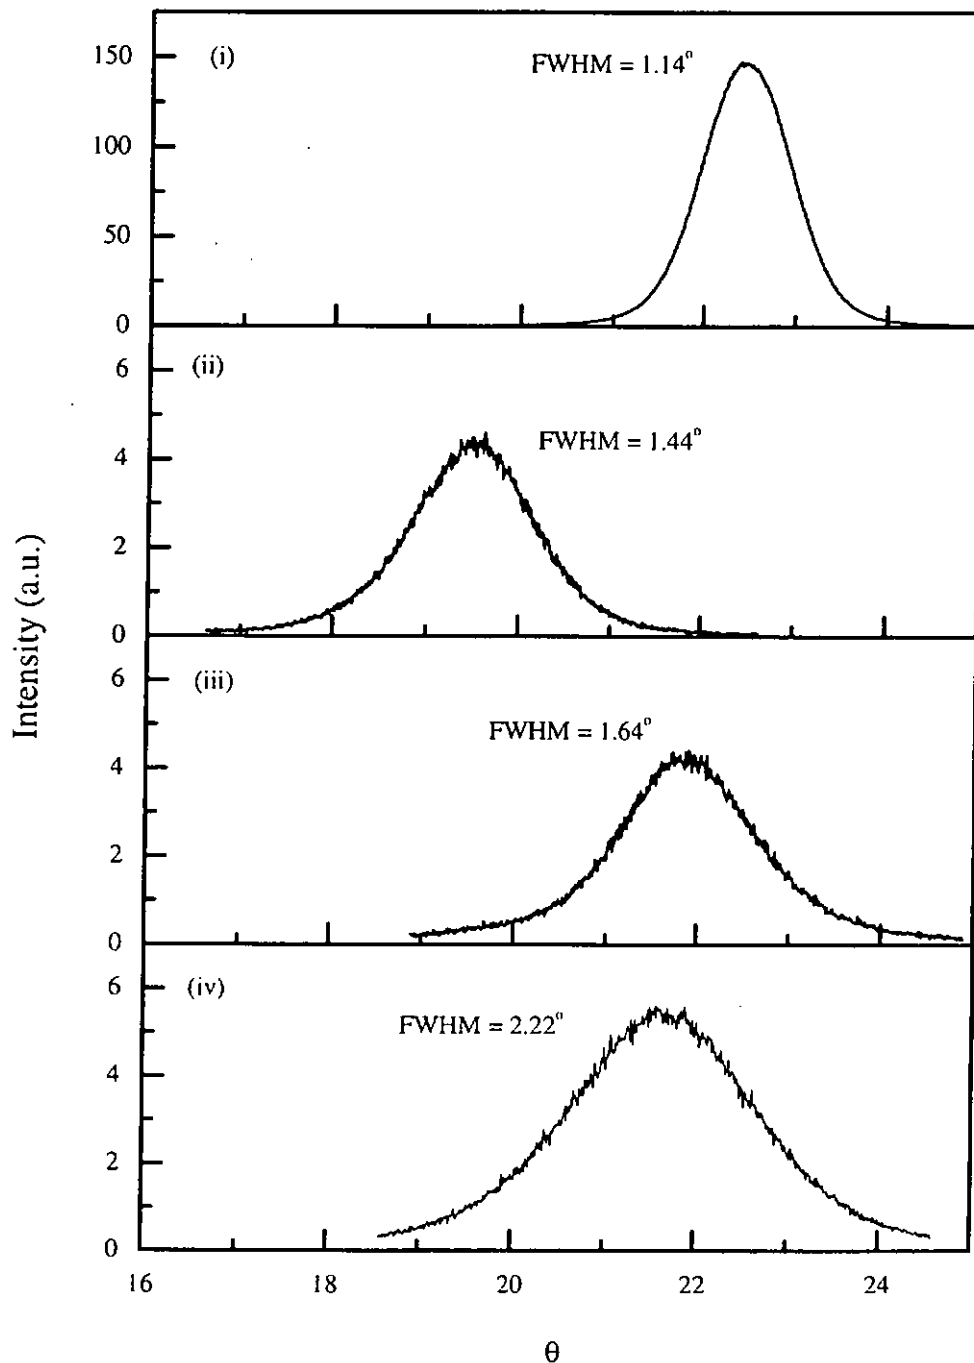 (i)
FWHM = 1.14°
150
100
50
0
(ii)
FWHM = 1.44°
6
4
2
0
(iii)
FWHM = 1.64°
6
4
2
0
(iv)
FWHM = 2.22°
6
4
2
0
16 18 20 22 24
θ
Intensity (a.u.)